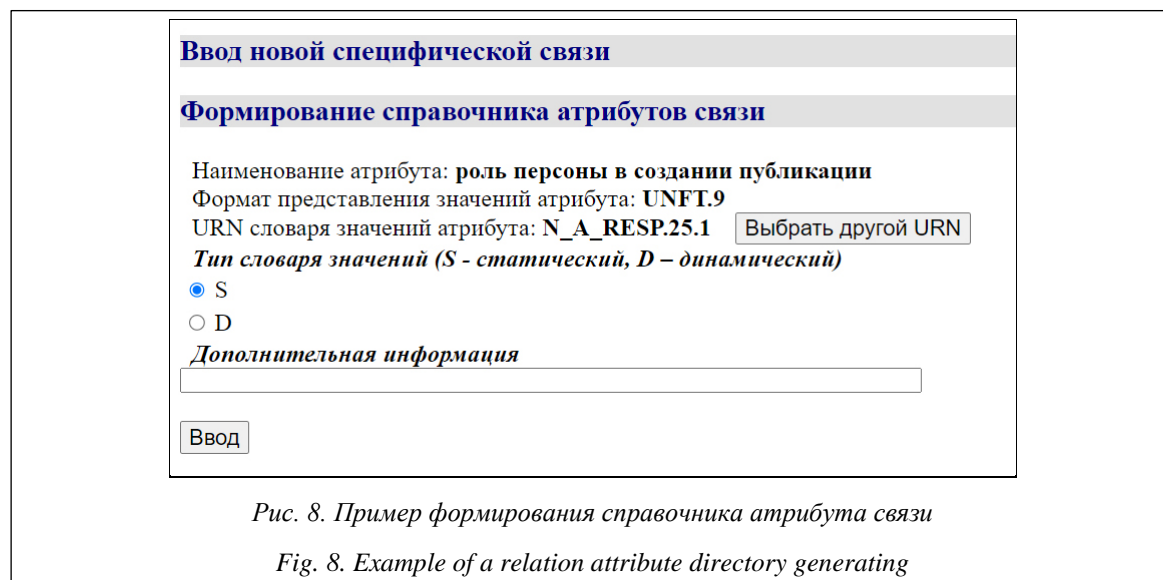 Ввод новой специфической связи
Формирование справочника атрибутов связи
Наименование атрибута: роль персоны в создании публикации
Формат представления значений атрибута: UNFT.9
URN словаря значений атрибута: N_A_RESP.25.1 Выбрать другой URN
Тип словаря значений (S - статический, D – динамический)
S
D
Дополнительная информация
Ввод
Рис. 8. Пример формирования справочника атрибута связи
Fig. 8. Example of a relation attribute directory generating